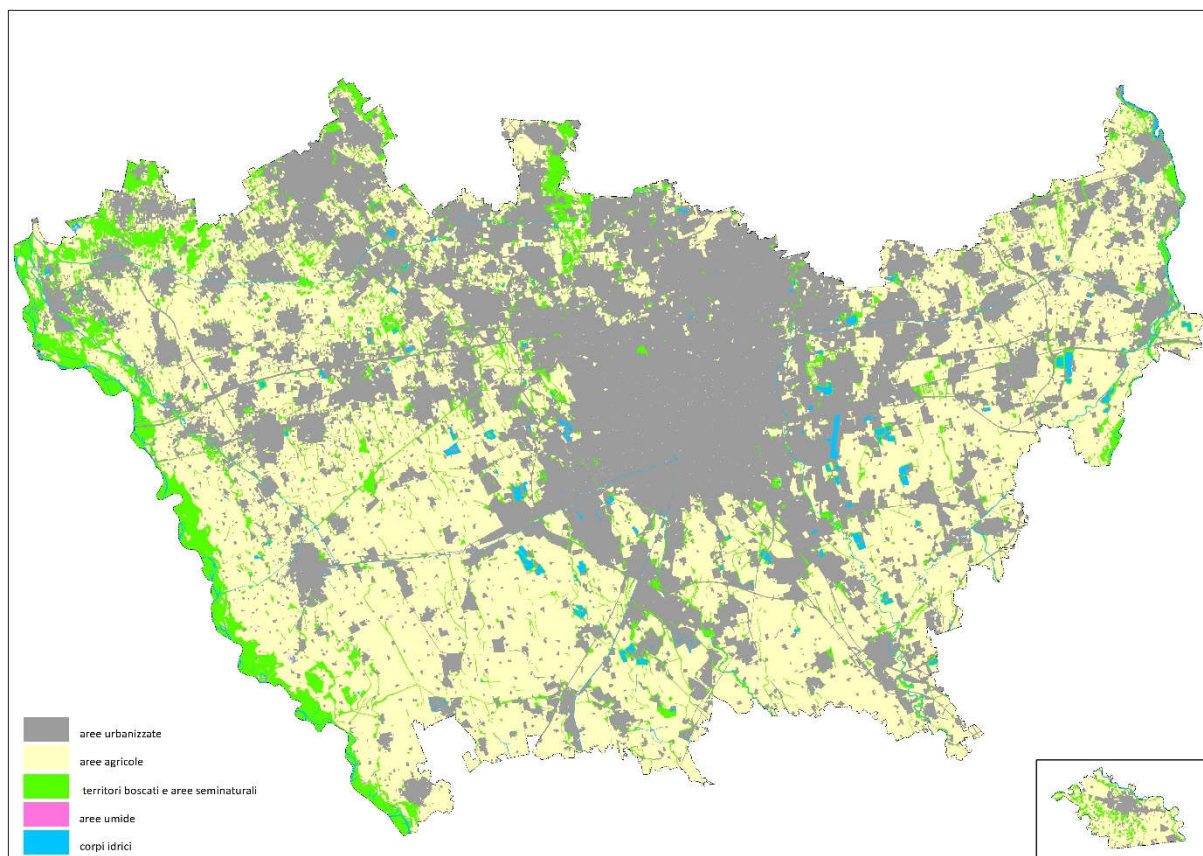 aree urbanizzate
aree agricole
territori boscati e aree seminaturali
aree umide
corpi idrici